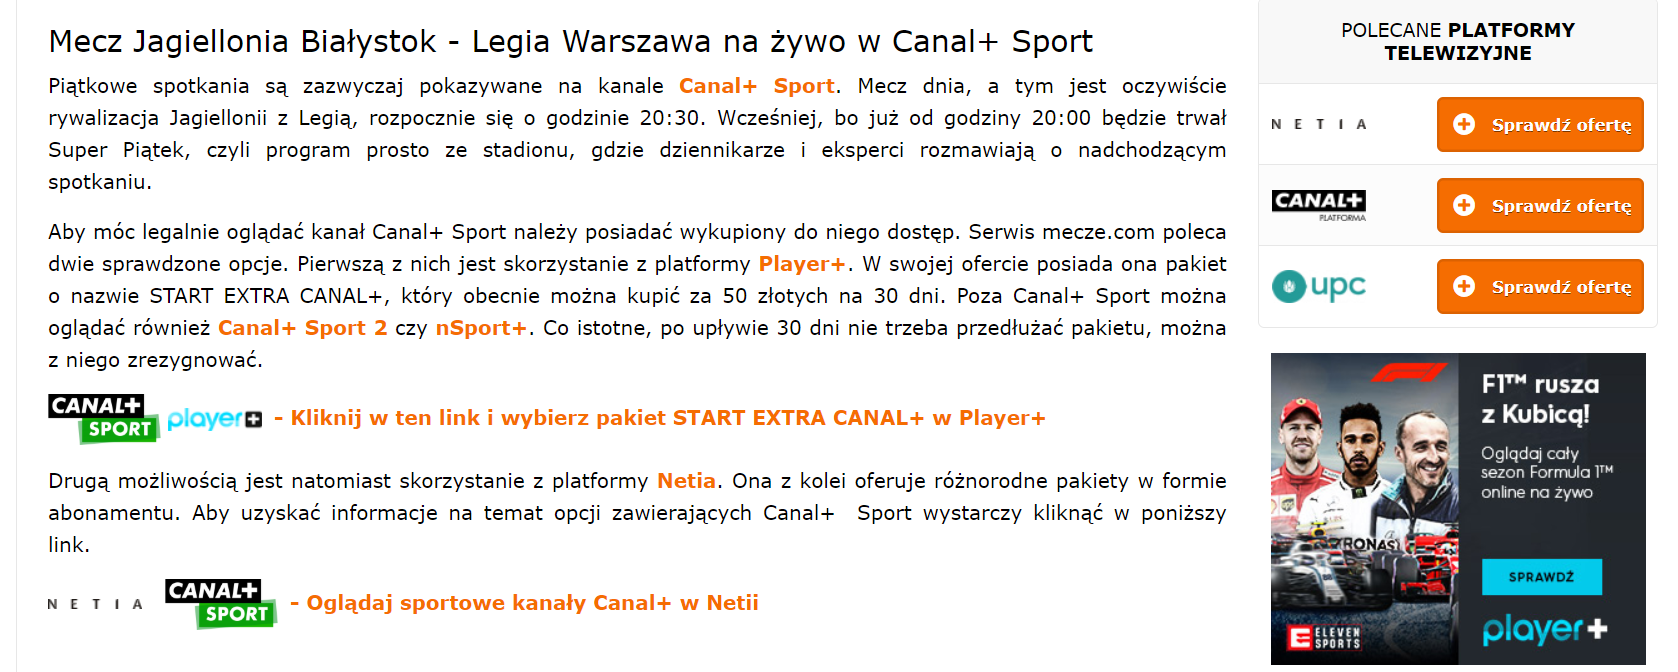 Mecz Jagiellonia Białystok - Legia Warszawa na żywo w Canal+ Sport
Piątkowe spotkania są zazwyczaj pokazywane na kanale Canal+ Sport. Mecz dnia, a tym jest oczywiście
rywalizacja Jagiellonii z Legią, rozpocznie się o godzinie 20:30. Wcześniej, bo już od godziny 20:00 będzie trwał
Super Piątek, czyli program prosto ze stadionu, gdzie dziennikarze i eksperci rozmawiają o nadchodzącym
spotkaniu.
Aby móc legalnie oglądać kanał Canal+ Sport należy posiadać wykupiony do niego dostęp. Serwis mecze.com poleca
dwie sprawdzone opcje. Pierwszą z nich jest skorzystanie z platformy Player+. W swojej ofercie posiada ona pakiet
o nazwie START EXTRA CANAL+, który obecnie można kupić za 50 złotych na 30 dni. Poza Canal+ Sport można
oglądać również Canal+ Sport 2 czy nSport+. Co istotne, po upływie 30 dni nie trzeba przedłużać pakietu, można
z niego zrezygnować.
CANAL+ SPORT player+ - Kliknij w ten link i wybierz pakiet START EXTRA CANAL+ w Player+
Drugą możliwością jest natomiast skorzystanie z platformy Netia. Ona z kolei oferuje różnorodne pakiety w formie
abonamentu. Aby uzyskać informacje na temat opcji zawierających Canal+ Sport wystarczy kliknąć w poniższy
link.
NETIA CANAL+ SPORT - Oglądaj sportowe kanały Canal+ w Netii
POLECANE PLATFORMY
TELEWIZYJNE
NETIA Sprawdź ofertę
CANAL+ PLATFORMA Sprawdź ofertę
upc Sprawdź ofertę
F1
F1™ rusza
z Kubicą!
Oglądaj cały
sezon Formula 1™
online na żywo
SPRAWDŹ
player+
ELEVEN
SPORTS